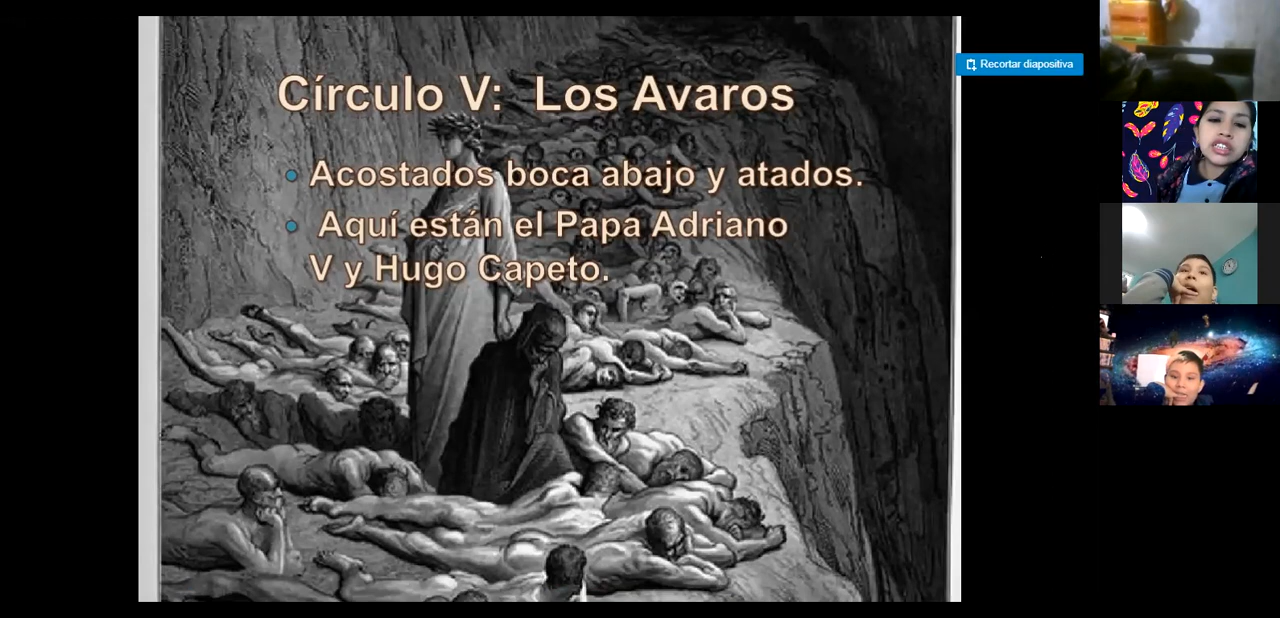 Círculo V: Los Avaros
Recortar diapositiva
Acostados boca abajo y atados.
Aquí están el Papa Adriano
V y Hugo Capeto.